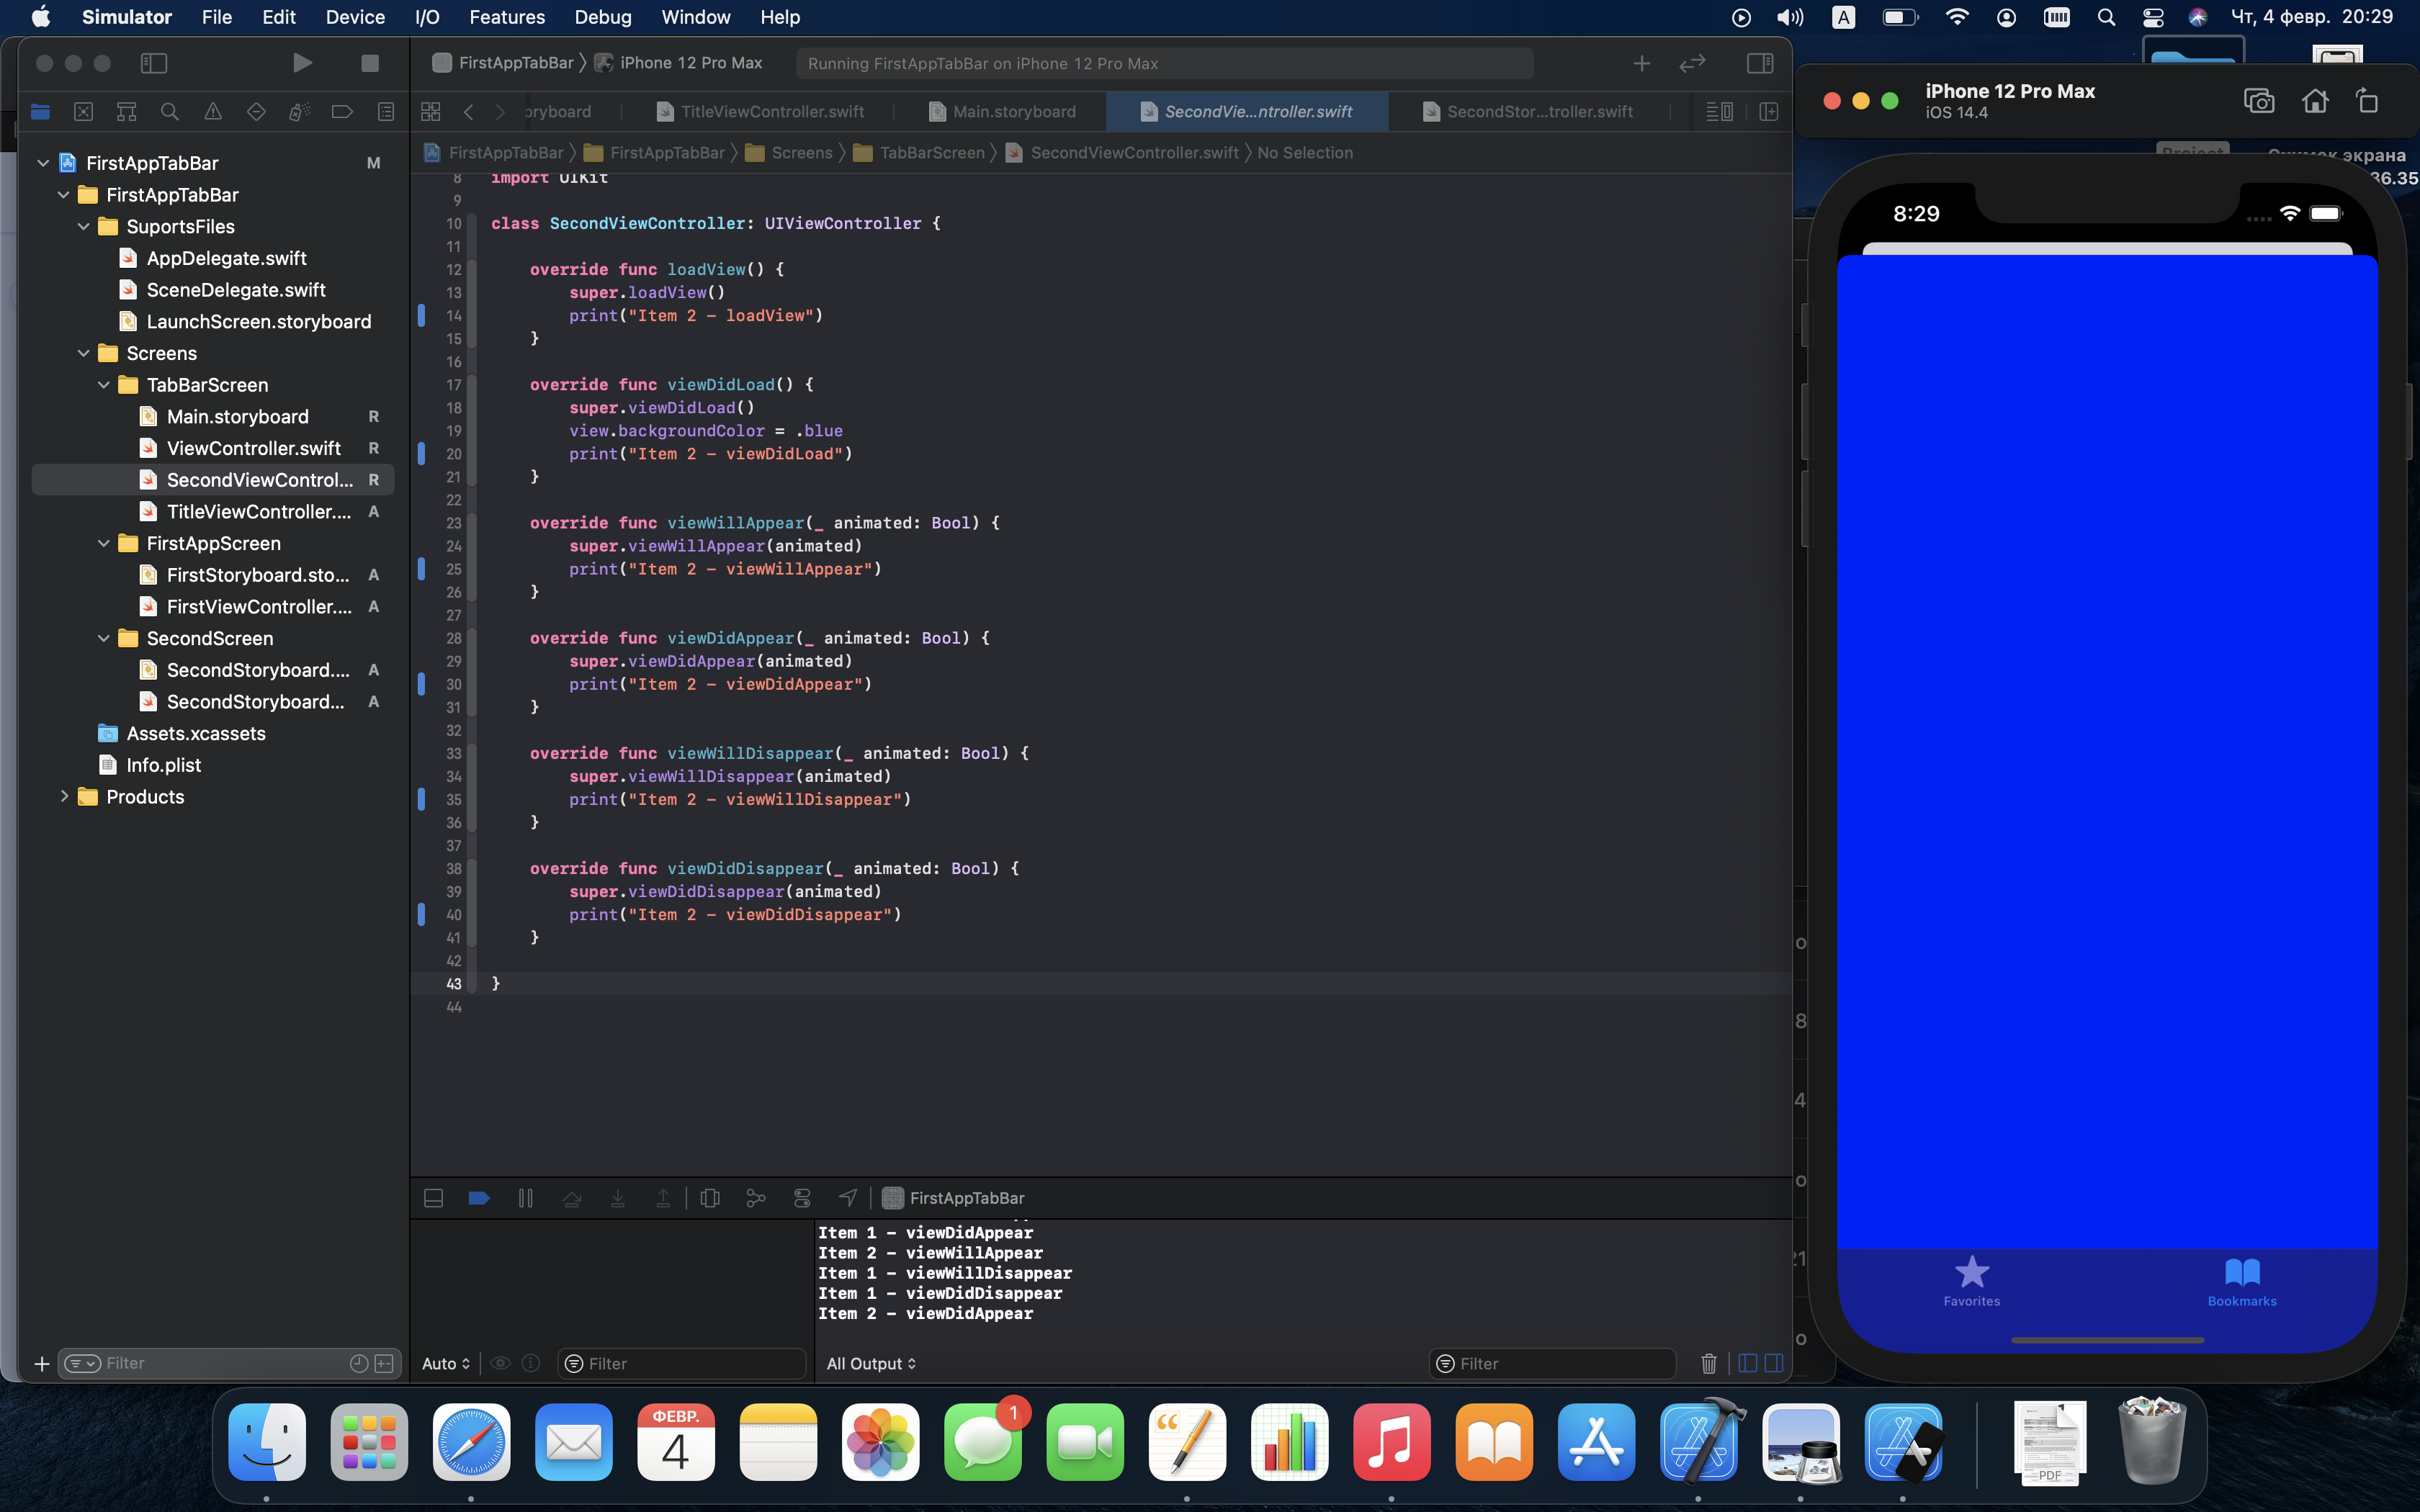 Simulator File Edit Device I/O Features Debug Window Help
A
Чт, 4 февр. 20:29
FirstAppTabBar iPhone 12 Pro Max
Running FirstAppTabBar on iPhone 12 Pro Max
oryboard
TitleViewController.swift
Main.storyboard
SecondVie...ntroller.swift
SecondStor...troller.swift
FirstAppTabBar FirstAppTabBar Screens TabBarScreen SecondViewController.swift No Selection
FirstAppTabBar M
FirstAppTabBar
SuportsFiles
AppDelegate.swift
SceneDelegate.swift
LaunchScreen.storyboard
Screens
TabBarScreen
Main.storyboard R
ViewController.swift R
SecondViewControl... R
TitleViewController.... A
FirstAppScreen
FirstStoryboard.sto... A
FirstViewController.... A
SecondScreen
SecondStoryboard.... A
SecondStoryboard... A
Assets.xcassets
Info.plist
Products
Filter
8 import UIKit
9
10 class SecondViewController: UIViewController {
11
12 override func loadView() {
13 super.loadView()
14 print("Item 2 – loadView")
15 }
16
17 override func viewDidLoad() {
18 super.viewDidLoad()
19 view.backgroundColor = .blue
20 print("Item 2 – viewDidLoad")
21 }
22
23 override func viewWillAppear(_ animated: Bool) {
24 super.viewWillAppear(animated)
25 print("Item 2 – viewWillAppear")
26 }
27
28 override func viewDidAppear(_ animated: Bool) {
29 super.viewDidAppear(animated)
30 print("Item 2 – viewDidAppear")
31 }
32
33 override func viewWillDisappear(_ animated: Bool) {
34 super.viewWillDisappear(animated)
35 print("Item 2 – viewWillDisappear")
36 }
37
38 override func viewDidDisappear(_ animated: Bool) {
39 super.viewDidDisappear(animated)
40 print("Item 2 – viewDidDisappear")
41 }
42
43 }
44
FirstAppTabBar
Item 1 – viewDidAppear
Item 2 – viewWillAppear
Item 1 – viewWillDisappear
Item 1 – viewDidDisappear
Item 2 – viewDidAppear
Auto
Filter
All Output
Filter
iPhone 12 Pro Max
iOS 14.4
экрана
36.35
8:29
Favorites
Bookmarks
ФЕВР.
4
1
PDF